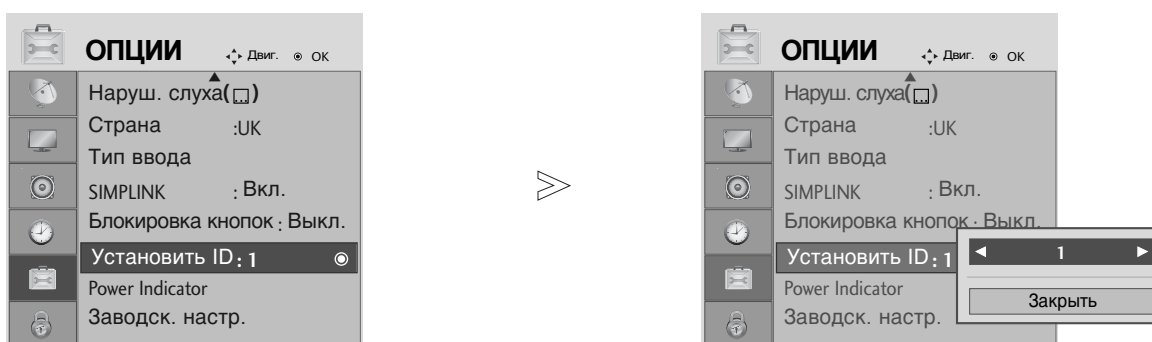 ОПЦИИ Двиг. ОК
Наруш. слуха( )
Страна :UK
Тип ввода
SIMPLINK : Вкл.
Блокировка кнопок : Выкл.
Установить ID : 1
Power Indicator
Заводск. настр.
ОПЦИИ Двиг. ОК
Наруш. слуха( )
Страна :UK
Тип ввода
SIMPLINK : Вкл.
Блокировка кнопок : Выкл.
Установить ID : 1
◄ 1 ►
Power Indicator
Закрыть
Заводск. настр.